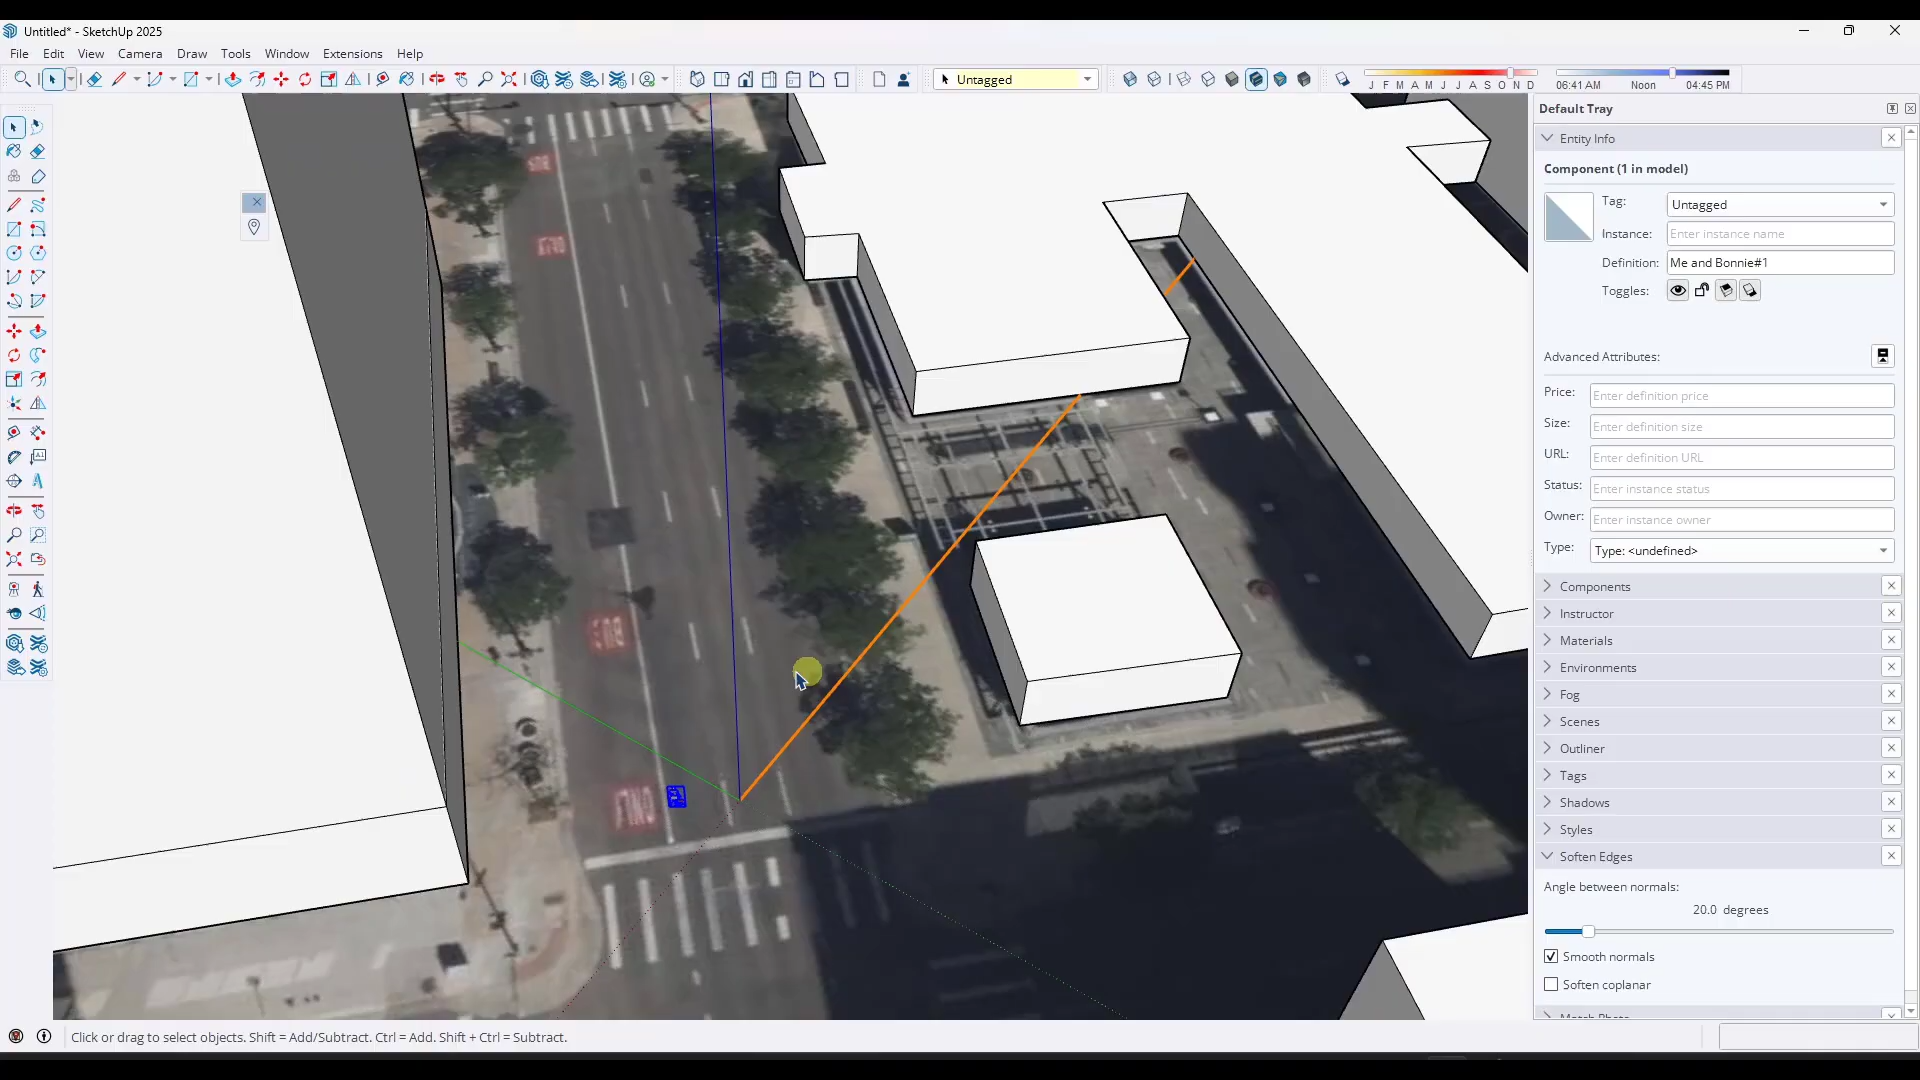 Untitled* - SketchUp 2025
File Edit View Camera Draw Tools Window Extensions Help
Untagged
J F M A M J J A S O N D
06:41 AM Noon 04:45 PM
Default Tray
Entity Info
Component (1 in model)
Tag: Untagged
Instance: Enter instance name
Definition: Me and Bonnie#1
Toggles:
Advanced Attributes:
Price: Enter definition price
Size: Enter definition size
URL: Enter definition URL
Status: Enter instance status
Owner: Enter instance owner
Type: Type: <undefined>
Components
Instructor
Materials
Environments
Fog
Scenes
Outliner
Tags
Shadows
Styles
Soften Edges
Angle between normals:
20.0 degrees
Smooth normals
Soften coplanar
Match Photo
Click or drag to select objects. Shift = Add/Subtract. Ctrl = Add. Shift + Ctrl = Subtract.